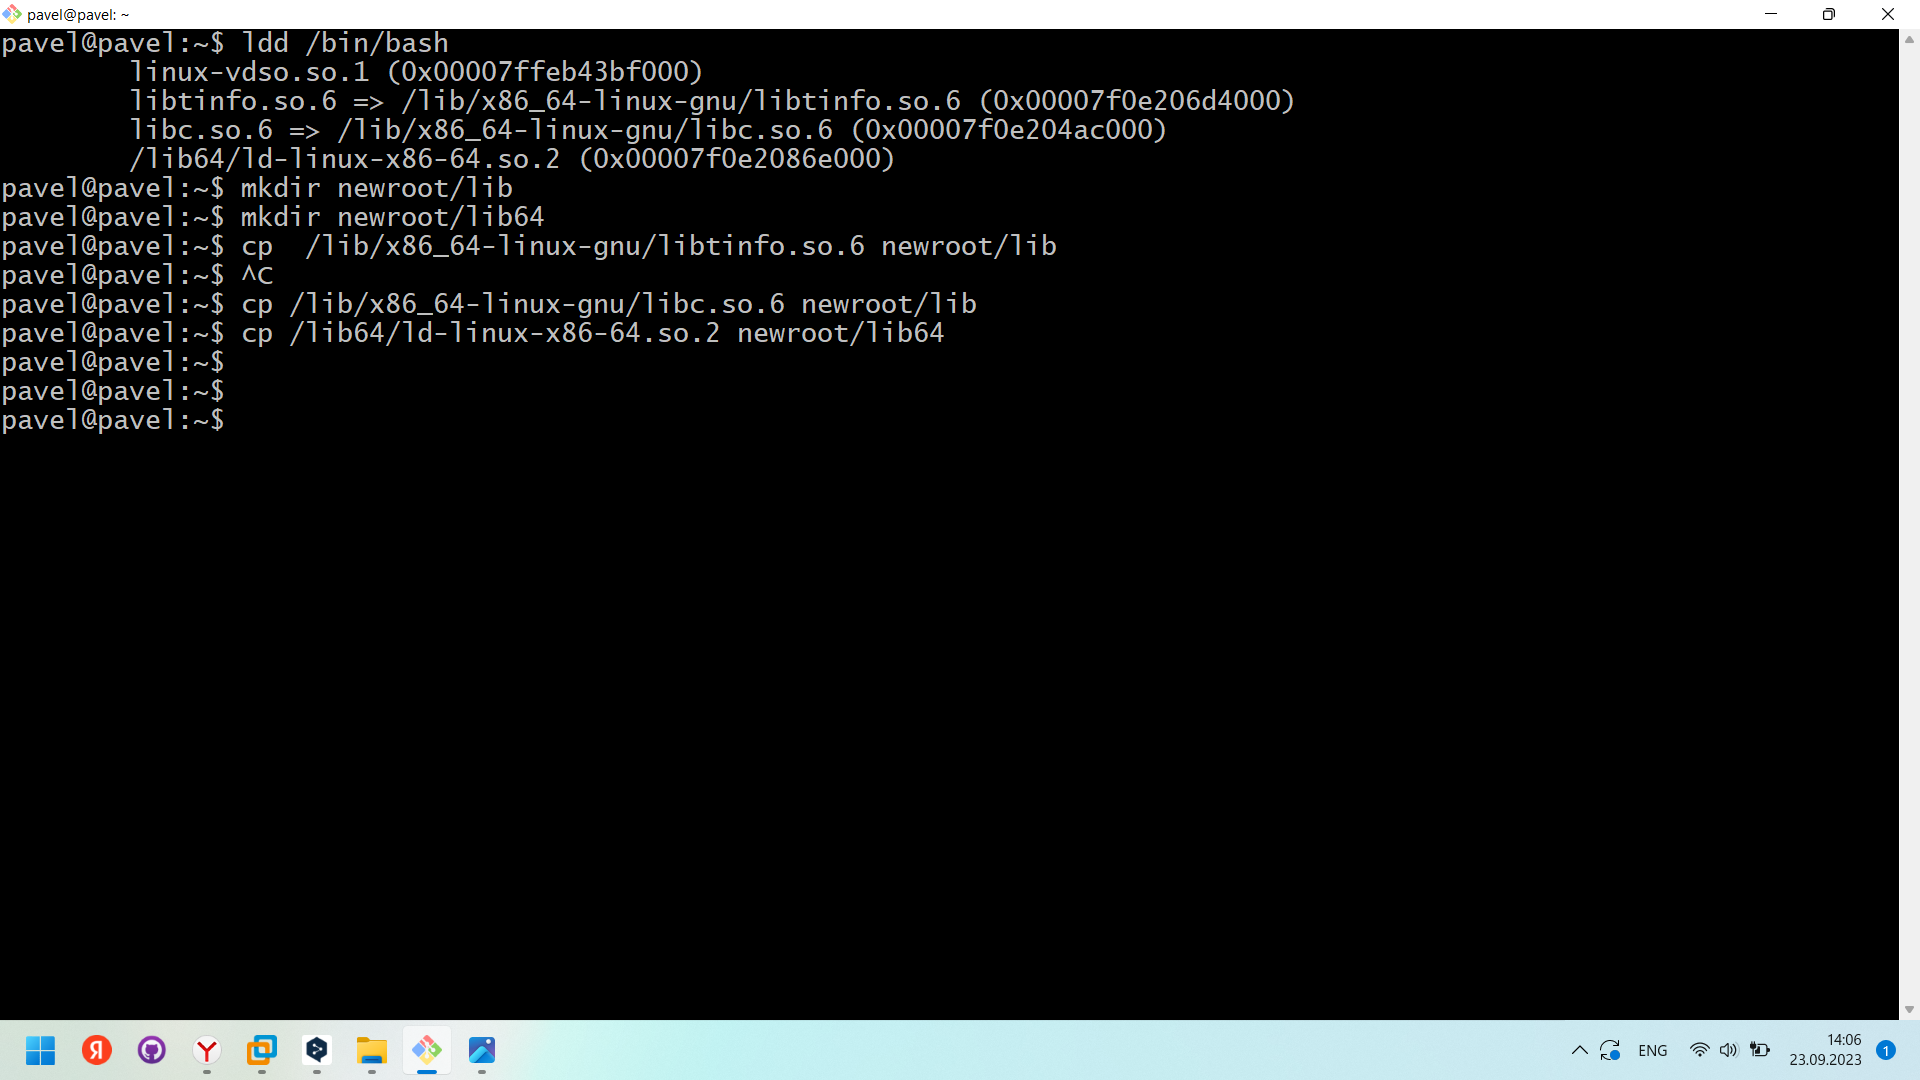 pavel@pavel: ~
pavel@pavel:~$ ldd /bin/bash
linux-vdso.so.1 (0x00007ffeb43bf000)
libtinfo.so.6 => /lib/x86_64-linux-gnu/libtinfo.so.6 (0x00007f0e206d4000)
libc.so.6 => /lib/x86_64-linux-gnu/libc.so.6 (0x00007f0e204ac000)
/lib64/ld-linux-x86-64.so.2 (0x00007f0e2086e000)
pavel@pavel:~$ mkdir newroot/lib
pavel@pavel:~$ mkdir newroot/lib64
pavel@pavel:~$ cp  /lib/x86_64-linux-gnu/libtinfo.so.6 newroot/lib
pavel@pavel:~$ ^C
pavel@pavel:~$ cp /lib/x86_64-linux-gnu/libc.so.6 newroot/lib
pavel@pavel:~$ cp /lib64/ld-linux-x86-64.so.2 newroot/lib64
pavel@pavel:~$
pavel@pavel:~$
pavel@pavel:~$
Я
Y
ENG
14:06
23.09.2023
1